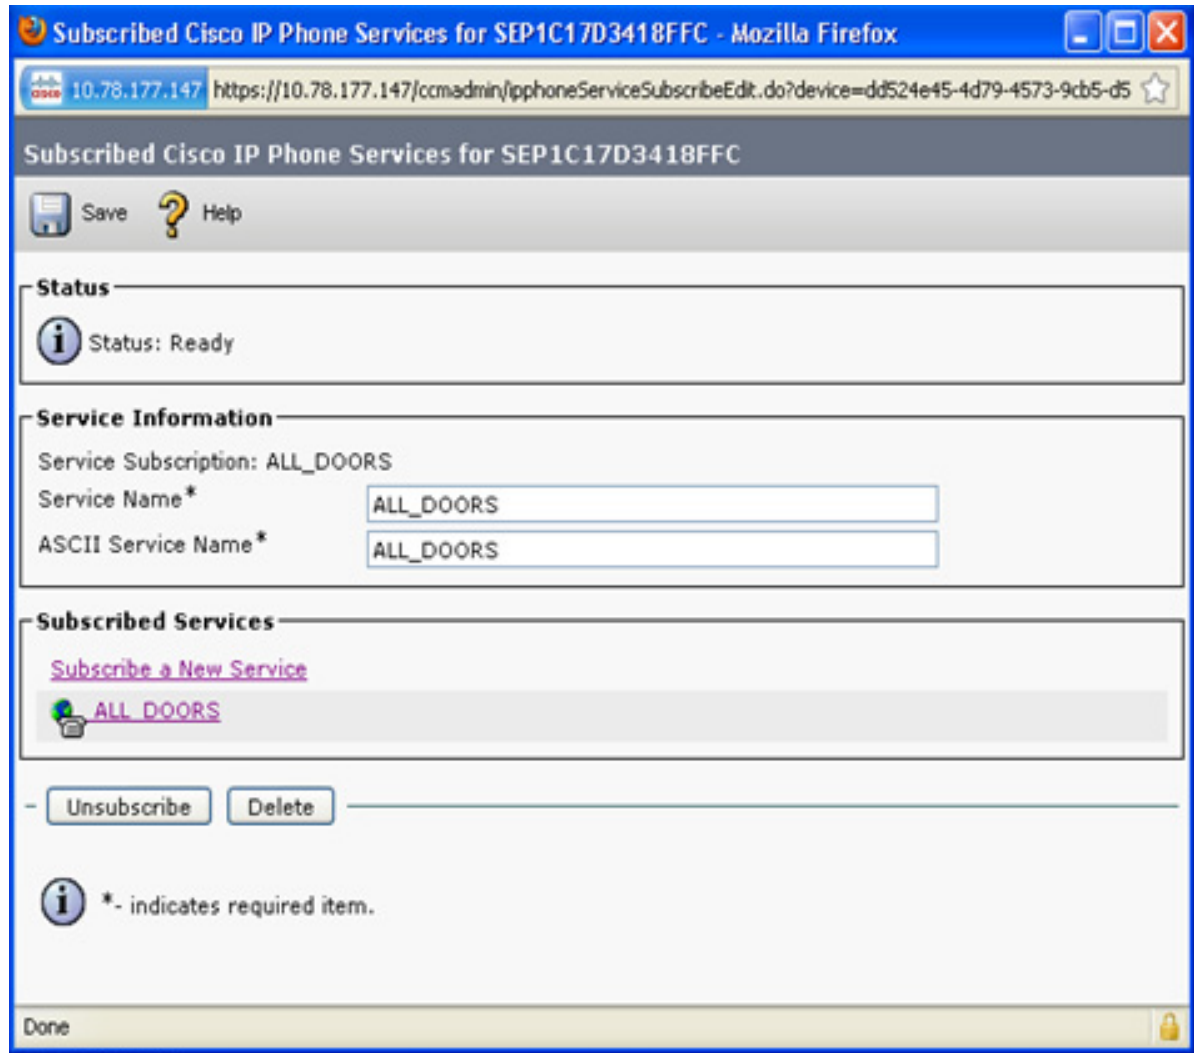 Subscribed Cisco IP Phone Services for SEP1C17D3418FFC - Mozilla Firefox
cisco 10.78.177.147 https://10.78.177.147/ccmadmin/ipphoneServiceSubscribeEdit.do?device=dd524e45-4d79-4573-9cb5-d5
Subscribed Cisco IP Phone Services for SEP1C17D3418FFC
Save Help
Status
Status: Ready
Service Information
Service Subscription: ALL_DOORS
Service Name* ALL_DOORS
ASCII Service Name* ALL_DOORS
Subscribed Services
Subscribe a New Service
ALL_DOORS
Unsubscribe Delete
*- indicates required item.
Done